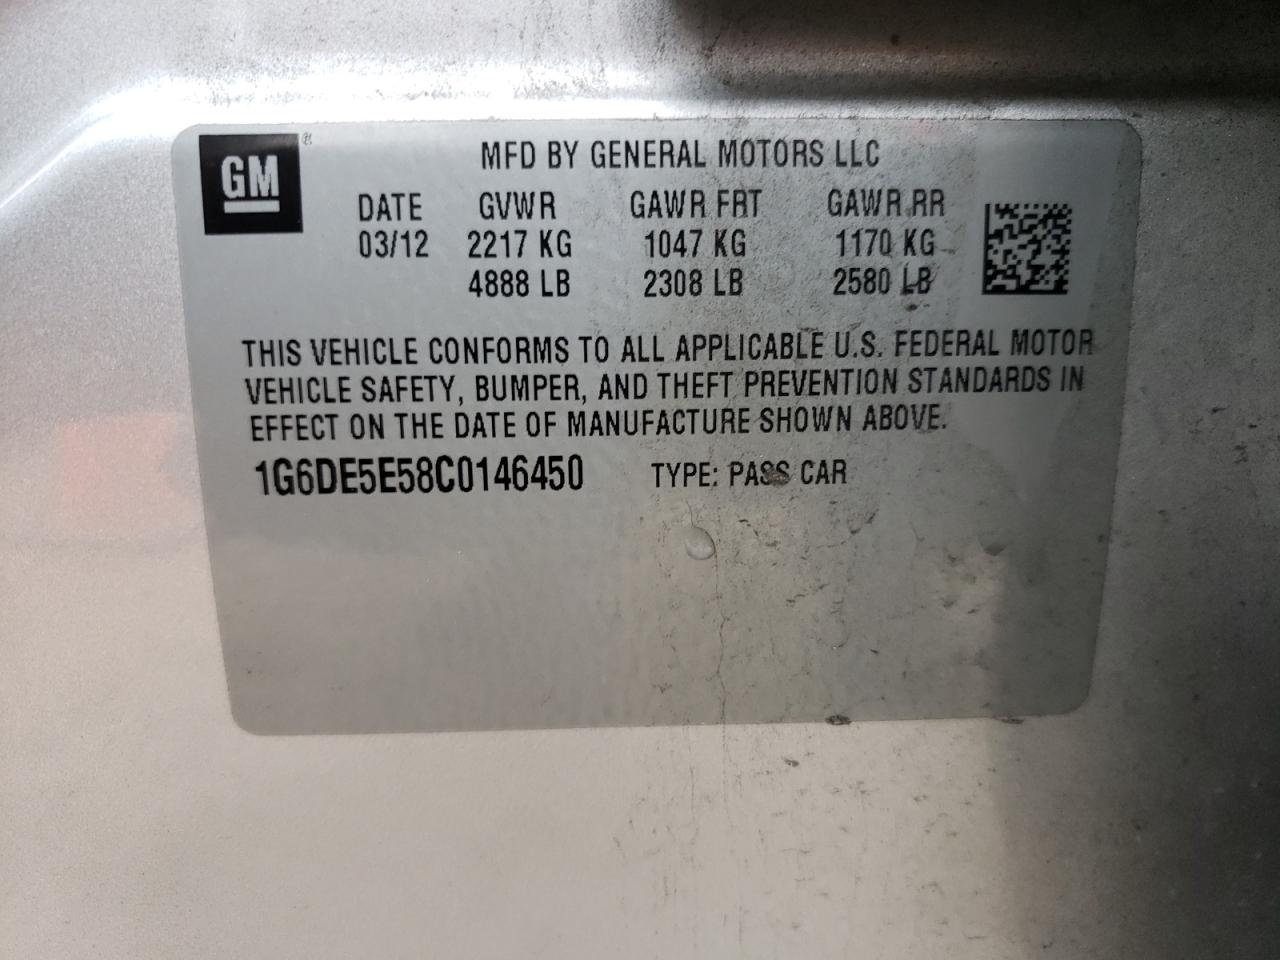 GM ®
MFD BY GENERAL MOTORS LLC
DATE GVWR GAWR FRT GAWR RR
03/12 2217 KG 1047 KG 1170 KG
4888 LB 2308 LB 2580 LB
THIS VEHICLE CONFORMS TO ALL APPLICABLE U.S. FEDERAL MOTOR
VEHICLE SAFETY, BUMPER, AND THEFT PREVENTION STANDARDS IN
EFFECT ON THE DATE OF MANUFACTURE SHOWN ABOVE.
1G6DE5E58C0146450 TYPE: PASS CAR